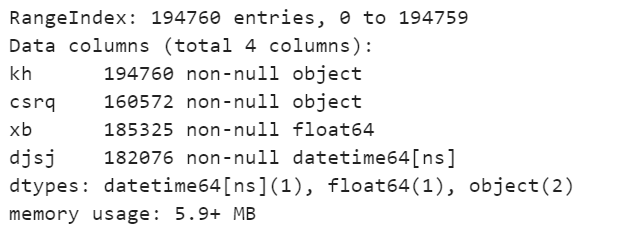 RangeIndex: 194760 entries, 0 to 194759
Data columns (total 4 columns):
kh      194760 non-null object
csrq    160572 non-null object
xb      185325 non-null float64
djsj    182076 non-null datetime64[ns]
dtypes: datetime64[ns](1), float64(1), object(2)
memory usage: 5.9+ MB